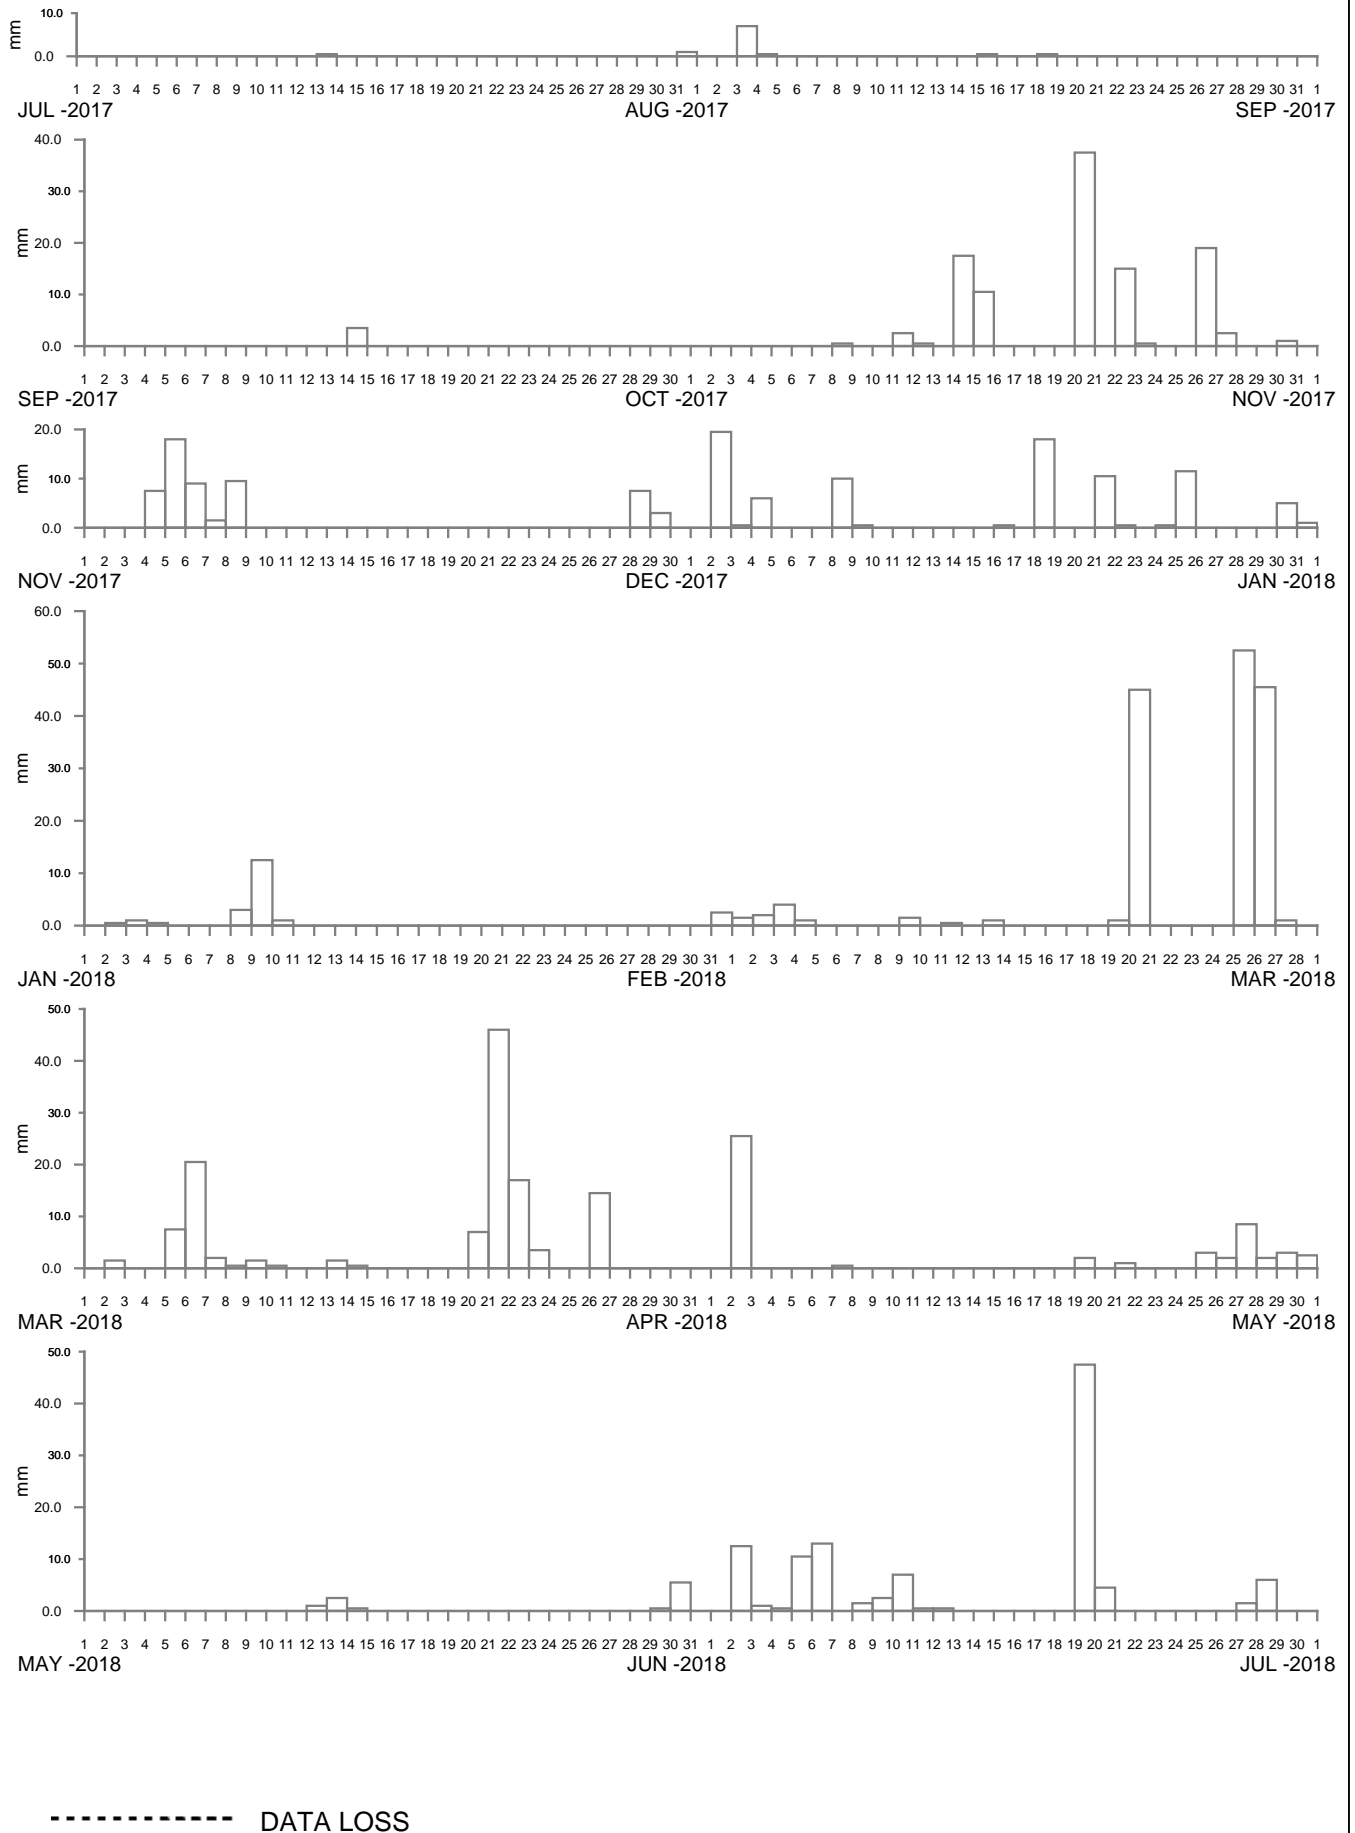 10.0
mm
0.0
1 2 3 4 5 6 7 8 9 10 11 12 13 14 15 16 17 18 19 20 21 22 23 24 25 26 27 28 29 30 31 1 2 3 4 5 6 7 8 9 10 11 12 13 14 15 16 17 18 19 20 21 22 23 24 25 26 27 28 29 30 31 1
JUL -2017 AUG -2017 SEP -2017
40.0
30.0
mm
20.0
10.0
0.0
1 2 3 4 5 6 7 8 9 10 11 12 13 14 15 16 17 18 19 20 21 22 23 24 25 26 27 28 29 30 1 2 3 4 5 6 7 8 9 10 11 12 13 14 15 16 17 18 19 20 21 22 23 24 25 26 27 28 29 30 31 1
SEP -2017 OCT -2017 NOV -2017
20.0
mm
10.0
0.0
1 2 3 4 5 6 7 8 9 10 11 12 13 14 15 16 17 18 19 20 21 22 23 24 25 26 27 28 29 30 1 2 3 4 5 6 7 8 9 10 11 12 13 14 15 16 17 18 19 20 21 22 23 24 25 26 27 28 29 30 31 1
NOV -2017 DEC -2017 JAN -2018
60.0
50.0
40.0
mm
30.0
20.0
10.0
0.0
1 2 3 4 5 6 7 8 9 10 11 12 13 14 15 16 17 18 19 20 21 22 23 24 25 26 27 28 29 30 31 1 2 3 4 5 6 7 8 9 10 11 12 13 14 15 16 17 18 19 20 21 22 23 24 25 26 27 28 1
JAN -2018 FEB -2018 MAR -2018
50.0
40.0
30.0
mm
20.0
10.0
0.0
1 2 3 4 5 6 7 8 9 10 11 12 13 14 15 16 17 18 19 20 21 22 23 24 25 26 27 28 29 30 31 1 2 3 4 5 6 7 8 9 10 11 12 13 14 15 16 17 18 19 20 21 22 23 24 25 26 27 28 29 30 1
MAR -2018 APR -2018 MAY -2018
50.0
40.0
30.0
mm
20.0
10.0
0.0
1 2 3 4 5 6 7 8 9 10 11 12 13 14 15 16 17 18 19 20 21 22 23 24 25 26 27 28 29 30 31 1 2 3 4 5 6 7 8 9 10 11 12 13 14 15 16 17 18 19 20 21 22 23 24 25 26 27 28 29 30 1
MAY -2018 JUN -2018 JUL -2018
DATA LOSS